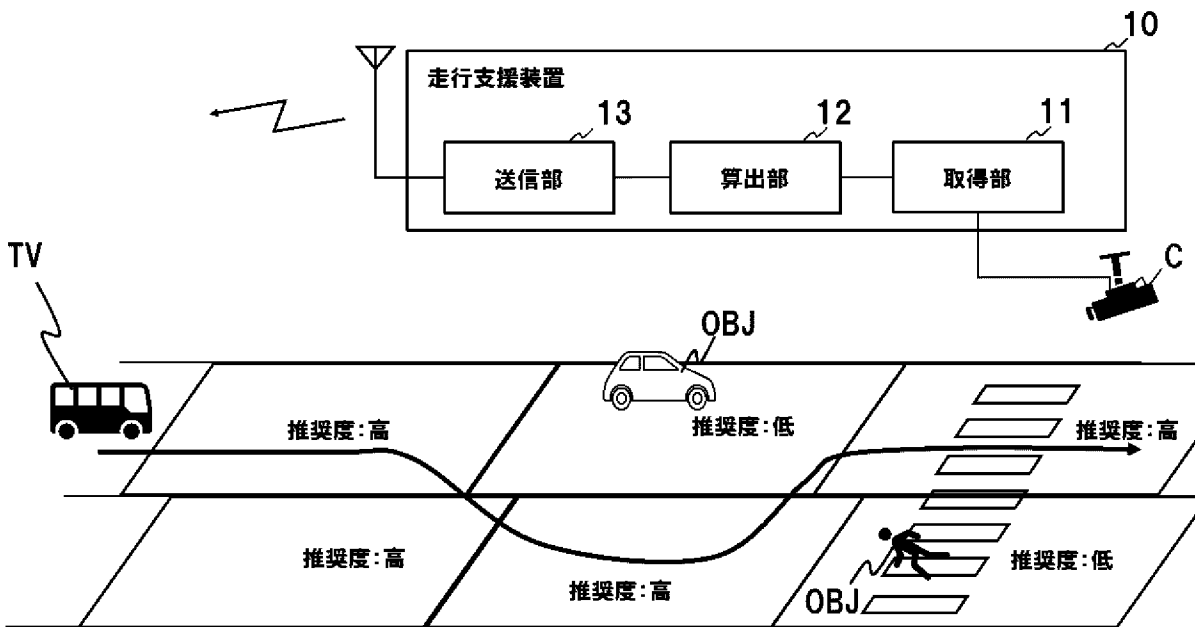 10
走行支援装置
13
12
11
送信部
算出部
取得部
TV
C
OBJ
推奨度:高
推奨度:低
推奨度:高
推奨度:高
推奨度:高
推奨度:低
OBJ